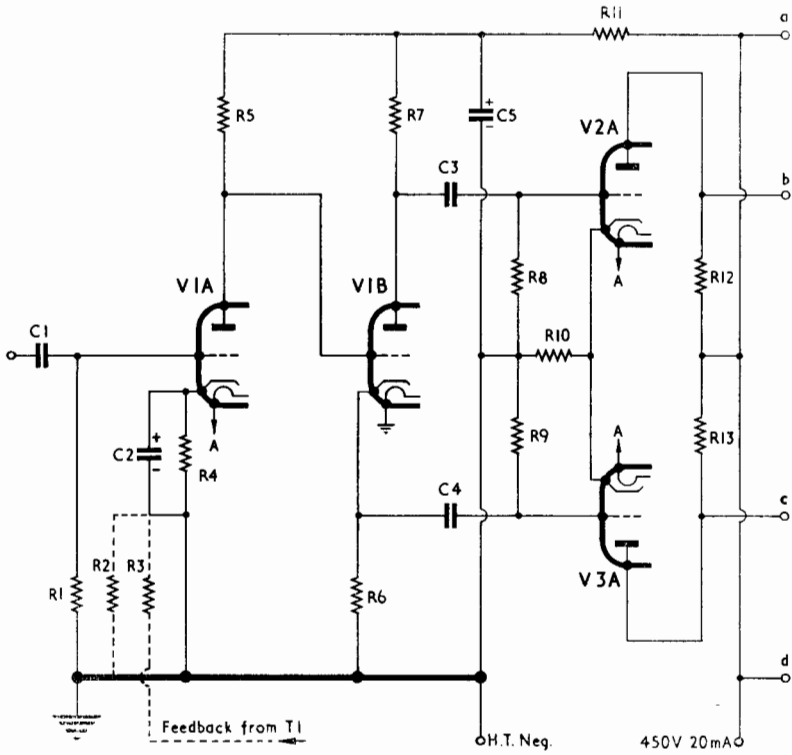 R11
a
R5
R7
+
C5
−
V2A
C3
b
V1A
V1B
R8
A
R12
C1
R10
A
C2
+
−
R4
R9
A
R13
C4
c
R2
R3
R1
R6
V3A
d
Feedback from T1
H.T. Neg.
450V 20mA